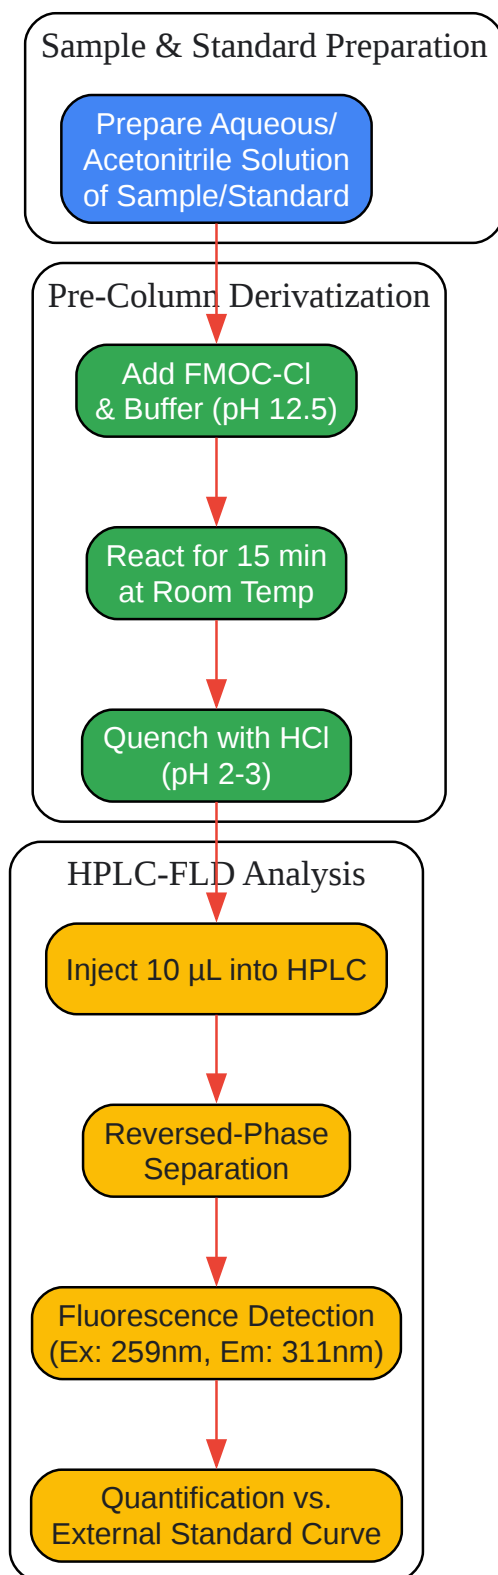 Sample & Standard Preparation
Prepare Aqueous/
Acetonitrile Solution
of Sample/Standard
Pre-Column Derivatization
Add FMOC-Cl
& Buffer (pH 12.5)
React for 15 min
at Room Temp
Quench with HCl
(pH 2-3)
HPLC-FLD Analysis
Inject 10 µL into HPLC
Reversed-Phase
Separation
Fluorescence Detection
(Ex: 259nm, Em: 311nm)
Quantification vs.
External Standard Curve